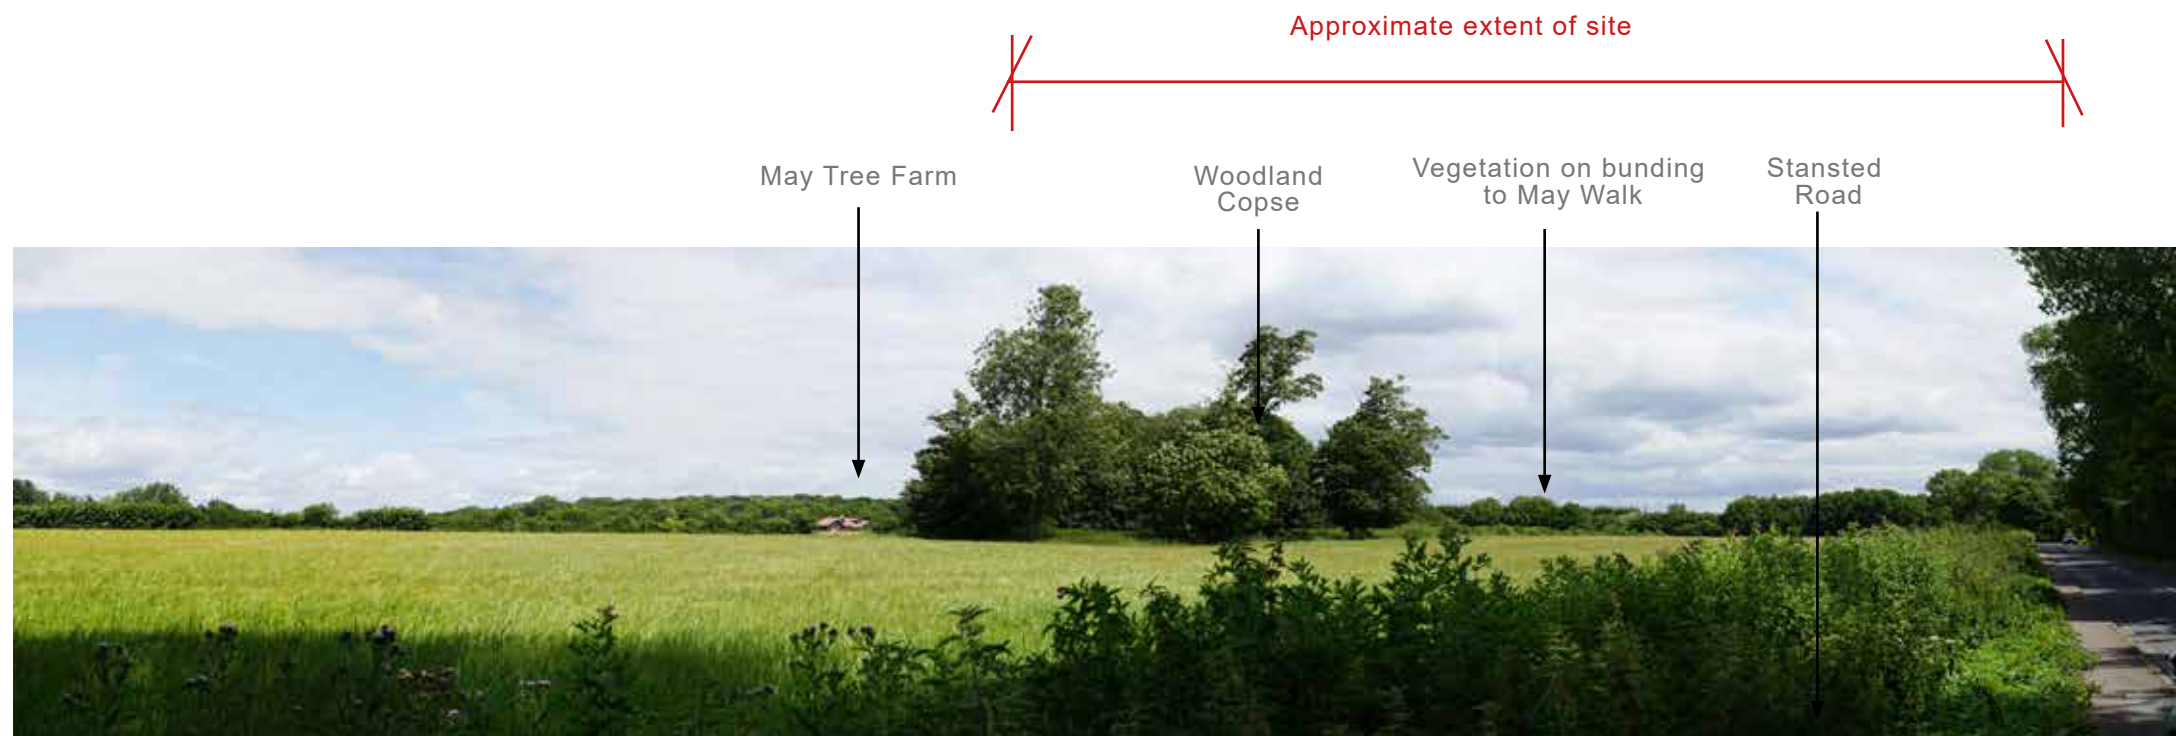 Approximate extent of site
May Tree Farm
Woodland
Copse
Vegetation on bunding
to May Walk
Stansted
Road